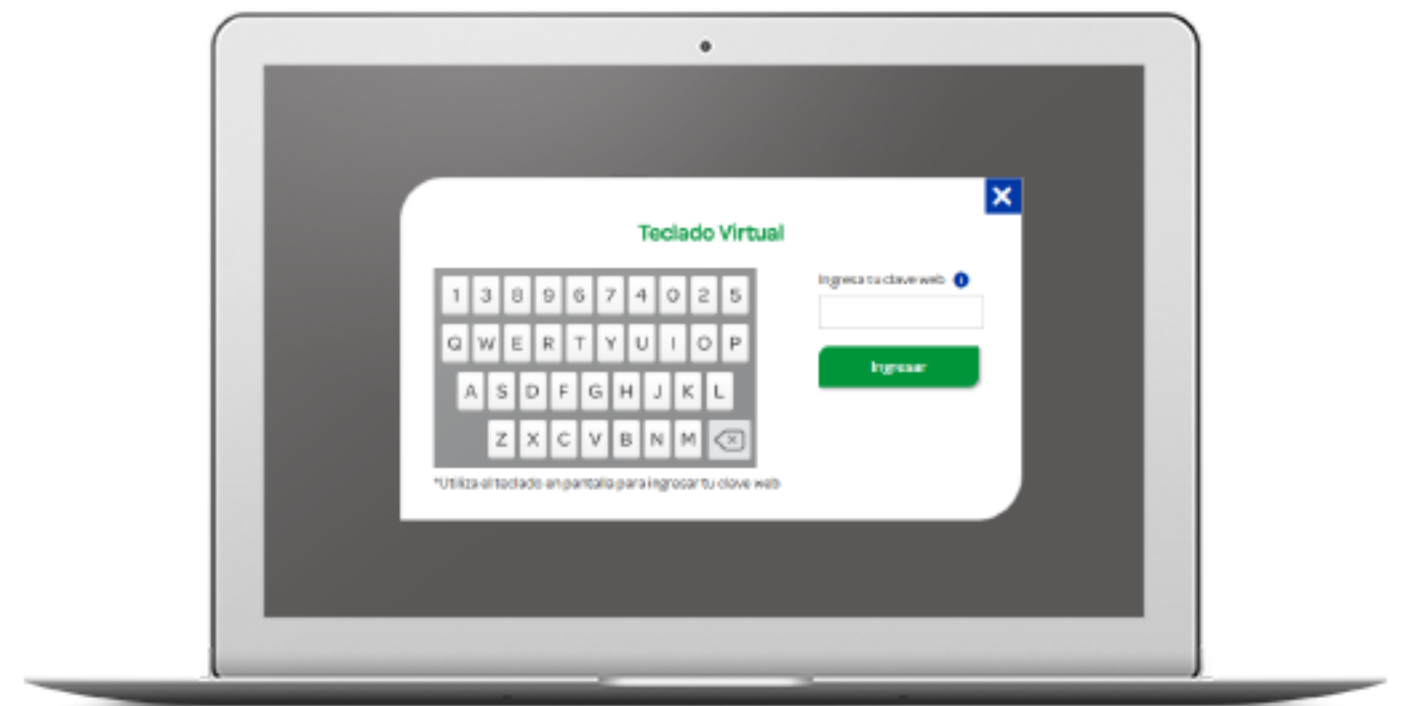 Teclado Virtual
1 3 8 9 6 7 4 0 2 5
Q W E R T Y U I O P
A S D F G H J K L
Z X C V B N M
*Utiliza el teclado en pantalla para ingresar tu clave web
Ingresa tu clave web i
Ingresar